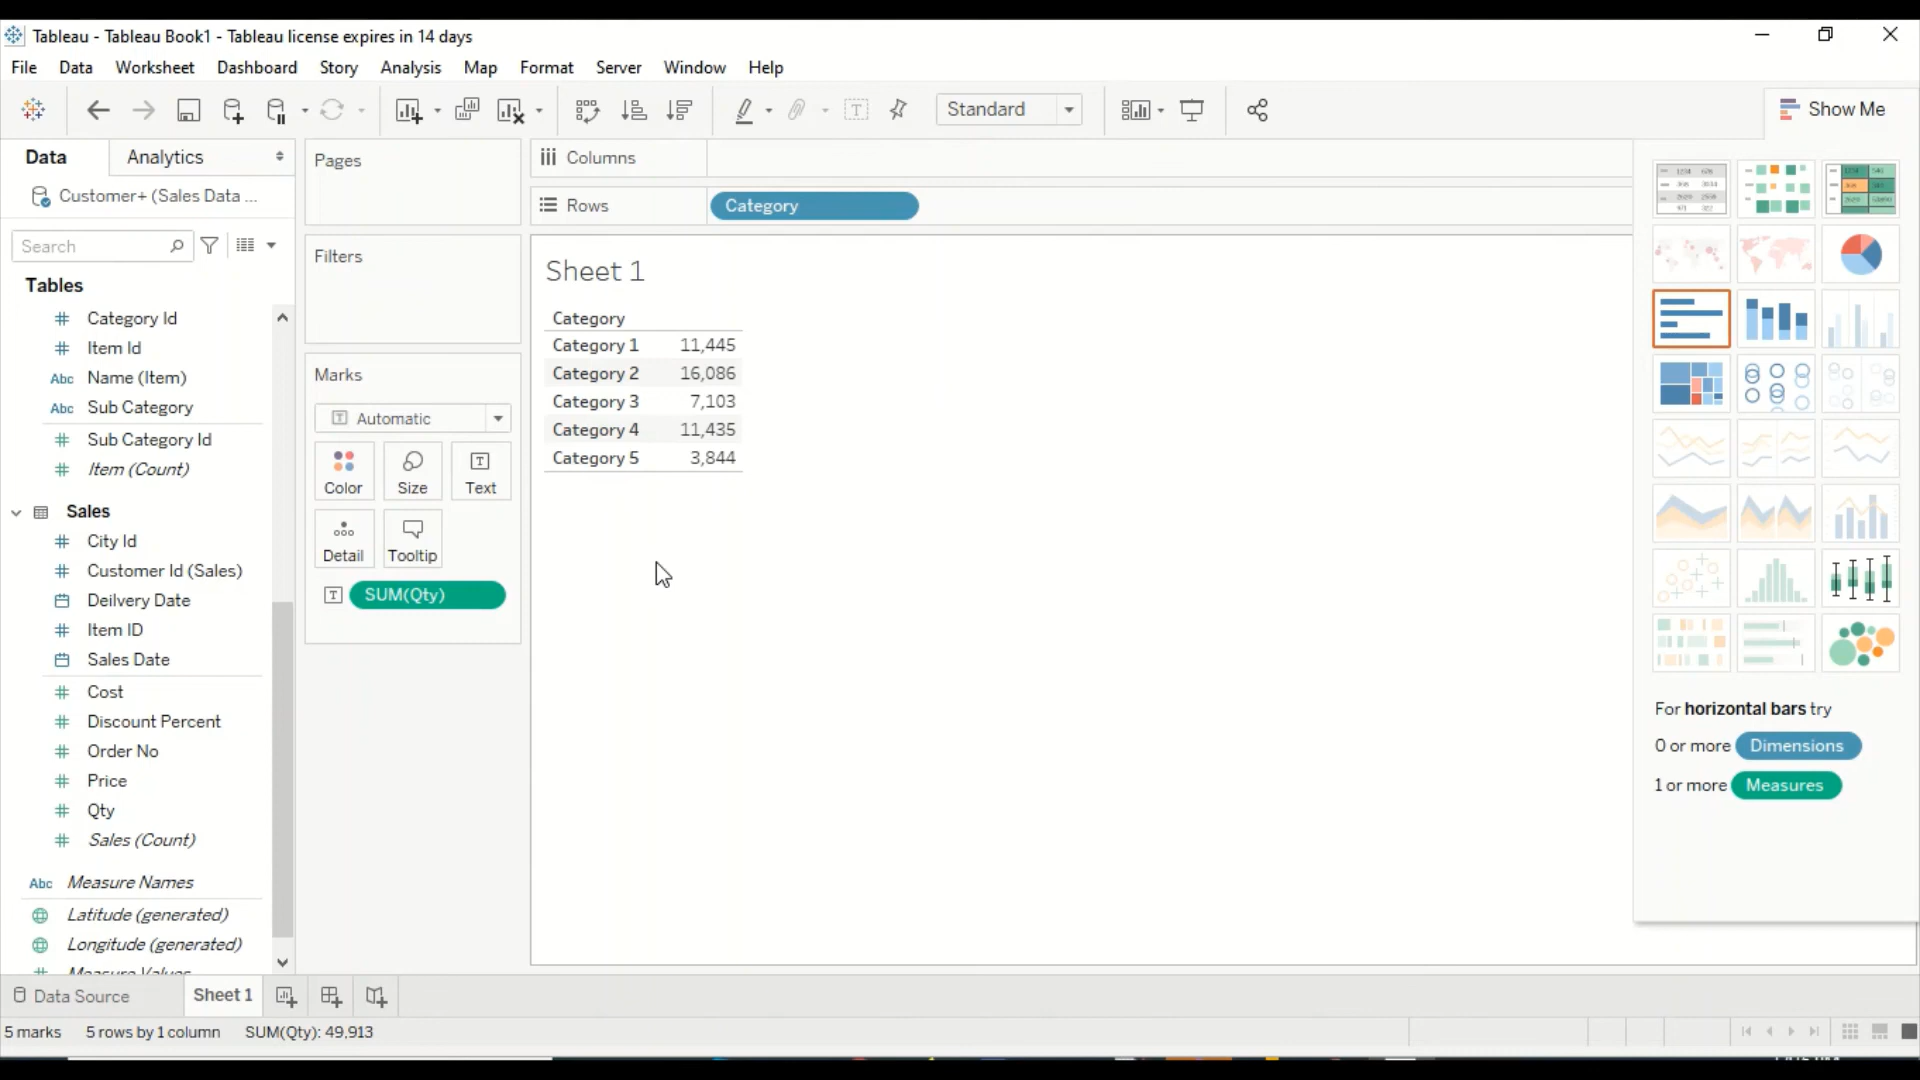 Tableau - Tableau Book1 - Tableau license expires in 14 days
File Data Worksheet Dashboard Story Analysis Map Format Server Window Help
Standard
Show Me
Data Analytics
Customer+ (Sales Data ...
Search
Tables
Category Id
Item Id
Abc Name (Item)
Abc Sub Category
Sub Category Id
Item (Count)
Sales
City Id
Customer Id (Sales)
Deilvery Date
Item ID
Sales Date
Cost
Discount Percent
Order No
Price
Qty
Sales (Count)
Abc Measure Names
Latitude (generated)
Longitude (generated)
Measure Values
Pages
Filters
Marks
Automatic
Color Size Text
Detail Tooltip
SUM(Qty)
Columns
Rows Category
Sheet 1
Category
Category 1 11,445
Category 2 16,086
Category 3 7,103
Category 4 11,435
Category 5 3,844
For horizontal bars try
0 or more Dimensions
1 or more Measures
Data Source Sheet 1
5 marks 5 rows by 1 column SUM(Qty): 49,913